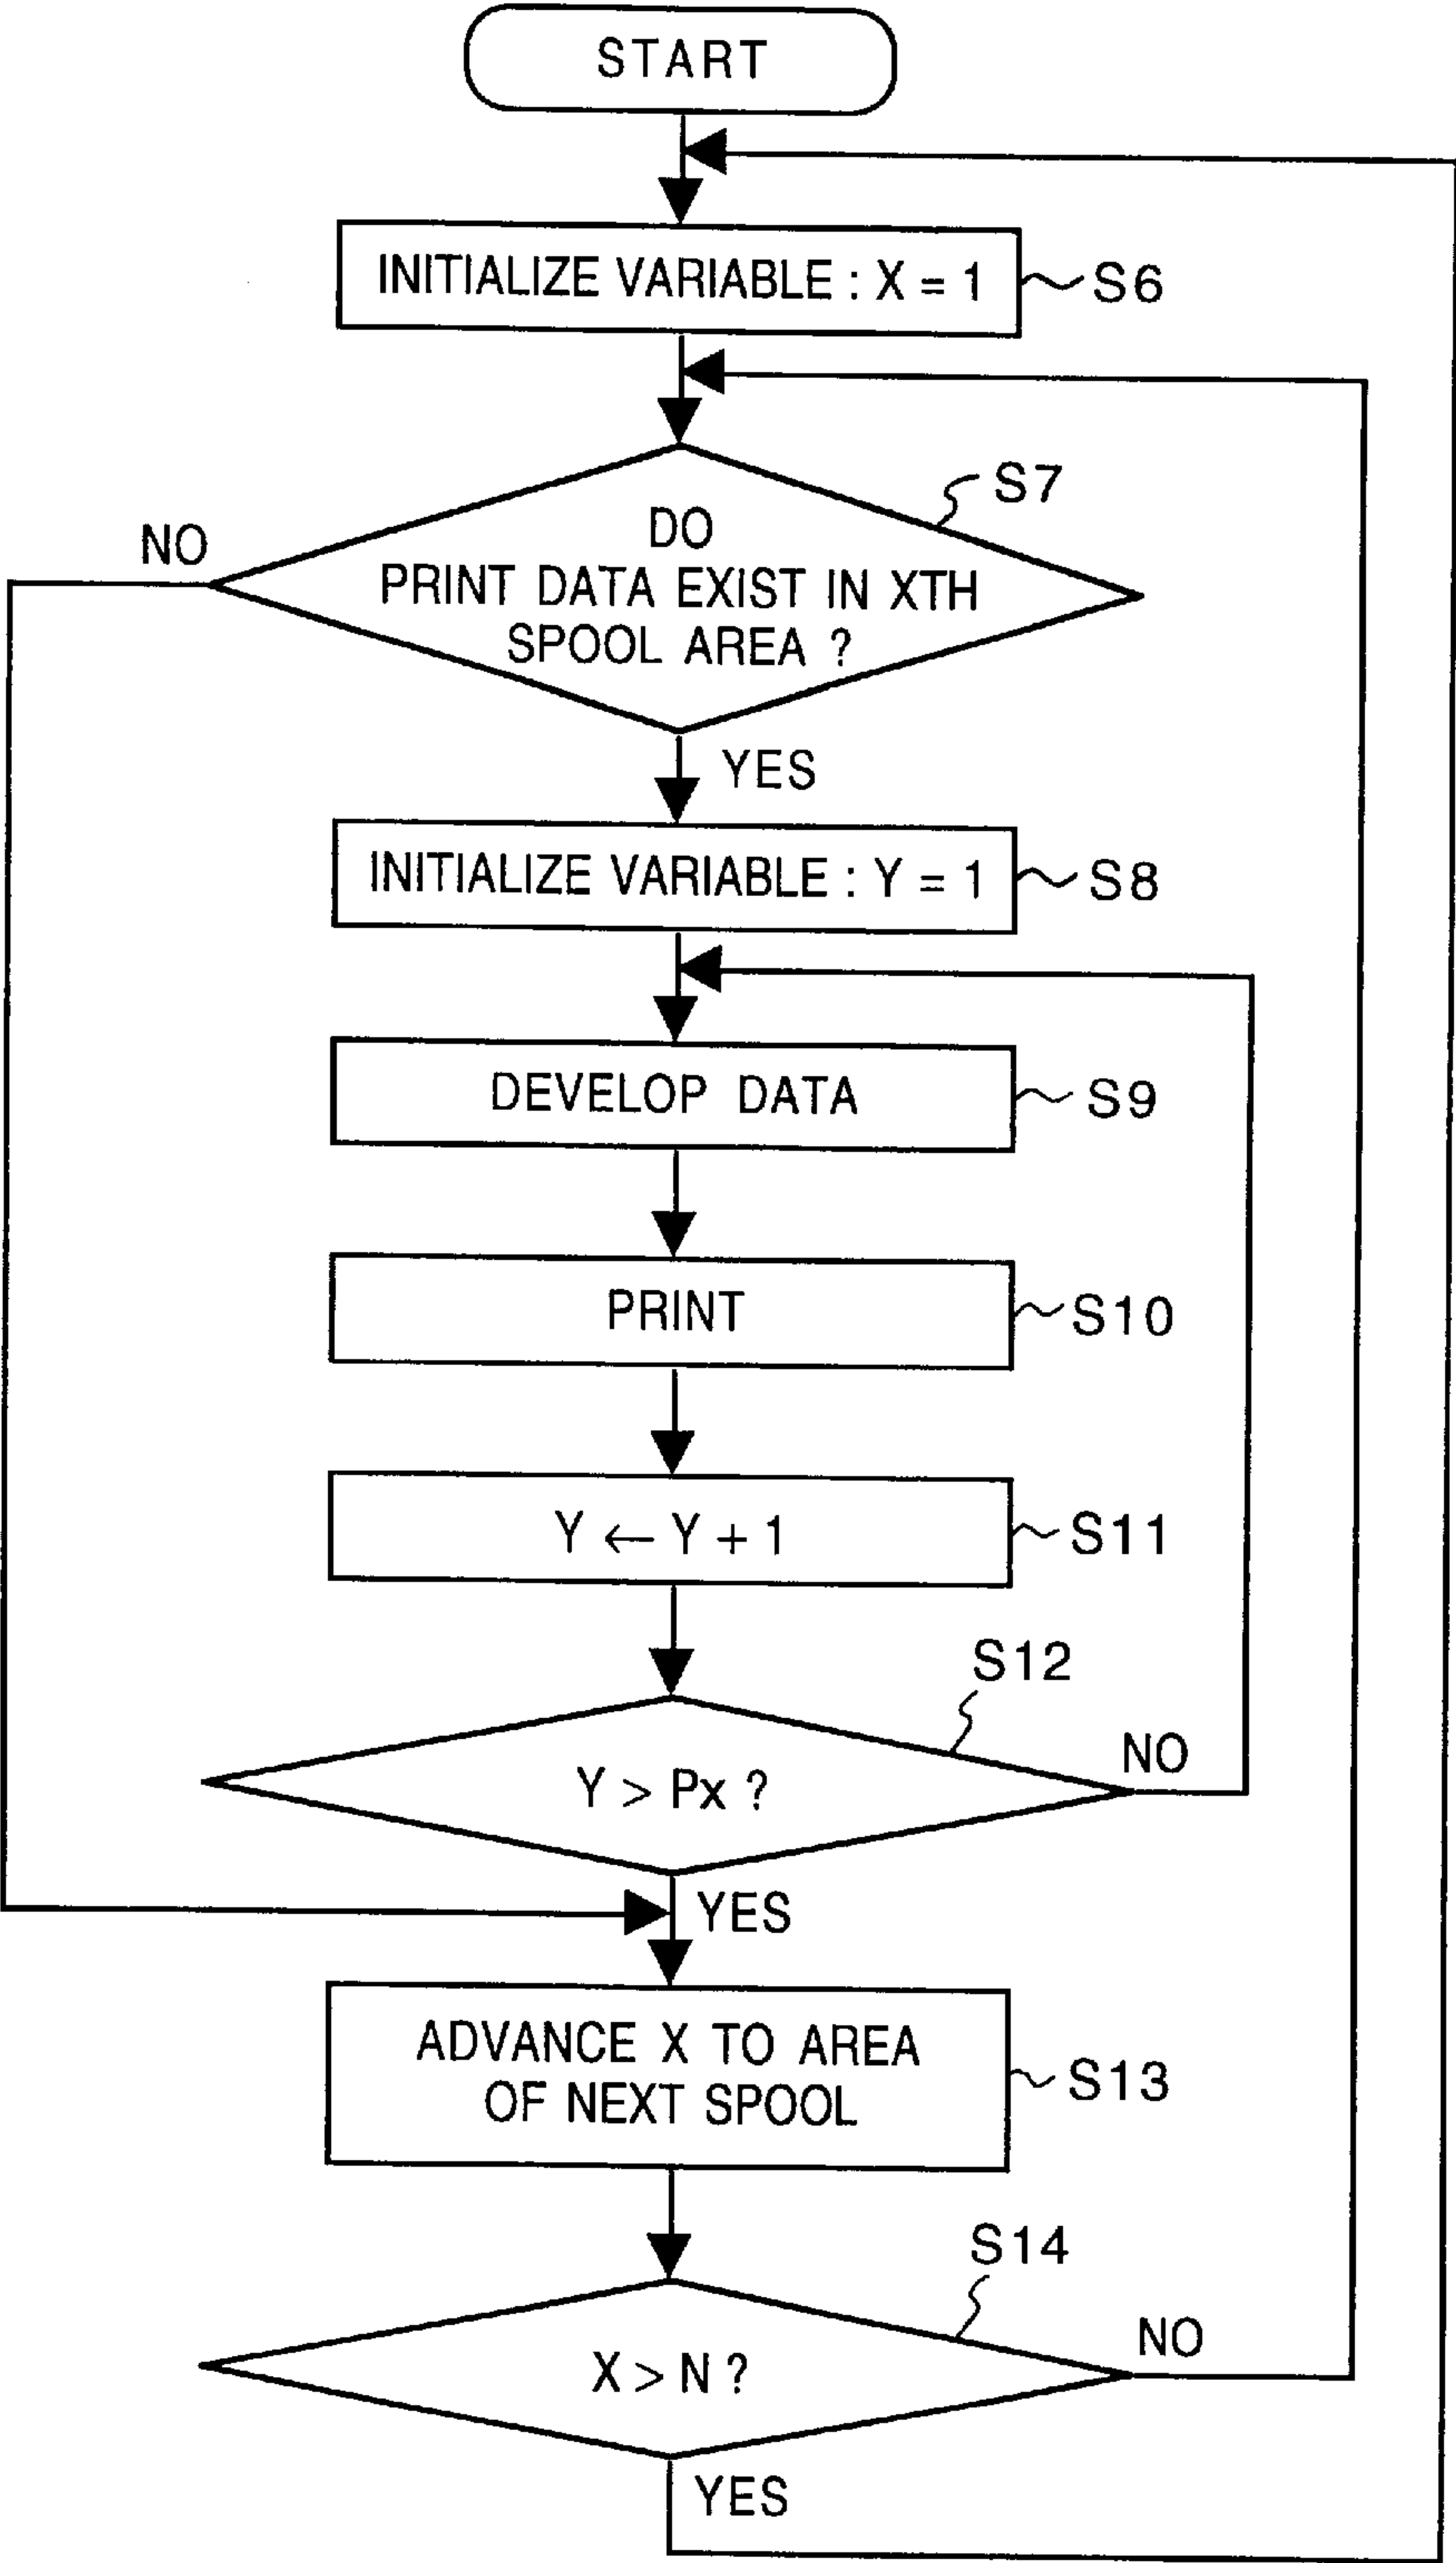 START
INITIALIZE VARIABLE : X = 1
S6
S7
NO
DO
PRINT DATA EXIST IN XTH
SPOOL AREA ?
YES
INITIALIZE VARIABLE : Y = 1
S8
DEVELOP DATA
S9
PRINT
S10
Y ← Y + 1
S11
S12
Y > Px ?
NO
YES
ADVANCE X TO AREA
OF NEXT SPOOL
S13
S14
X > N ?
NO
YES